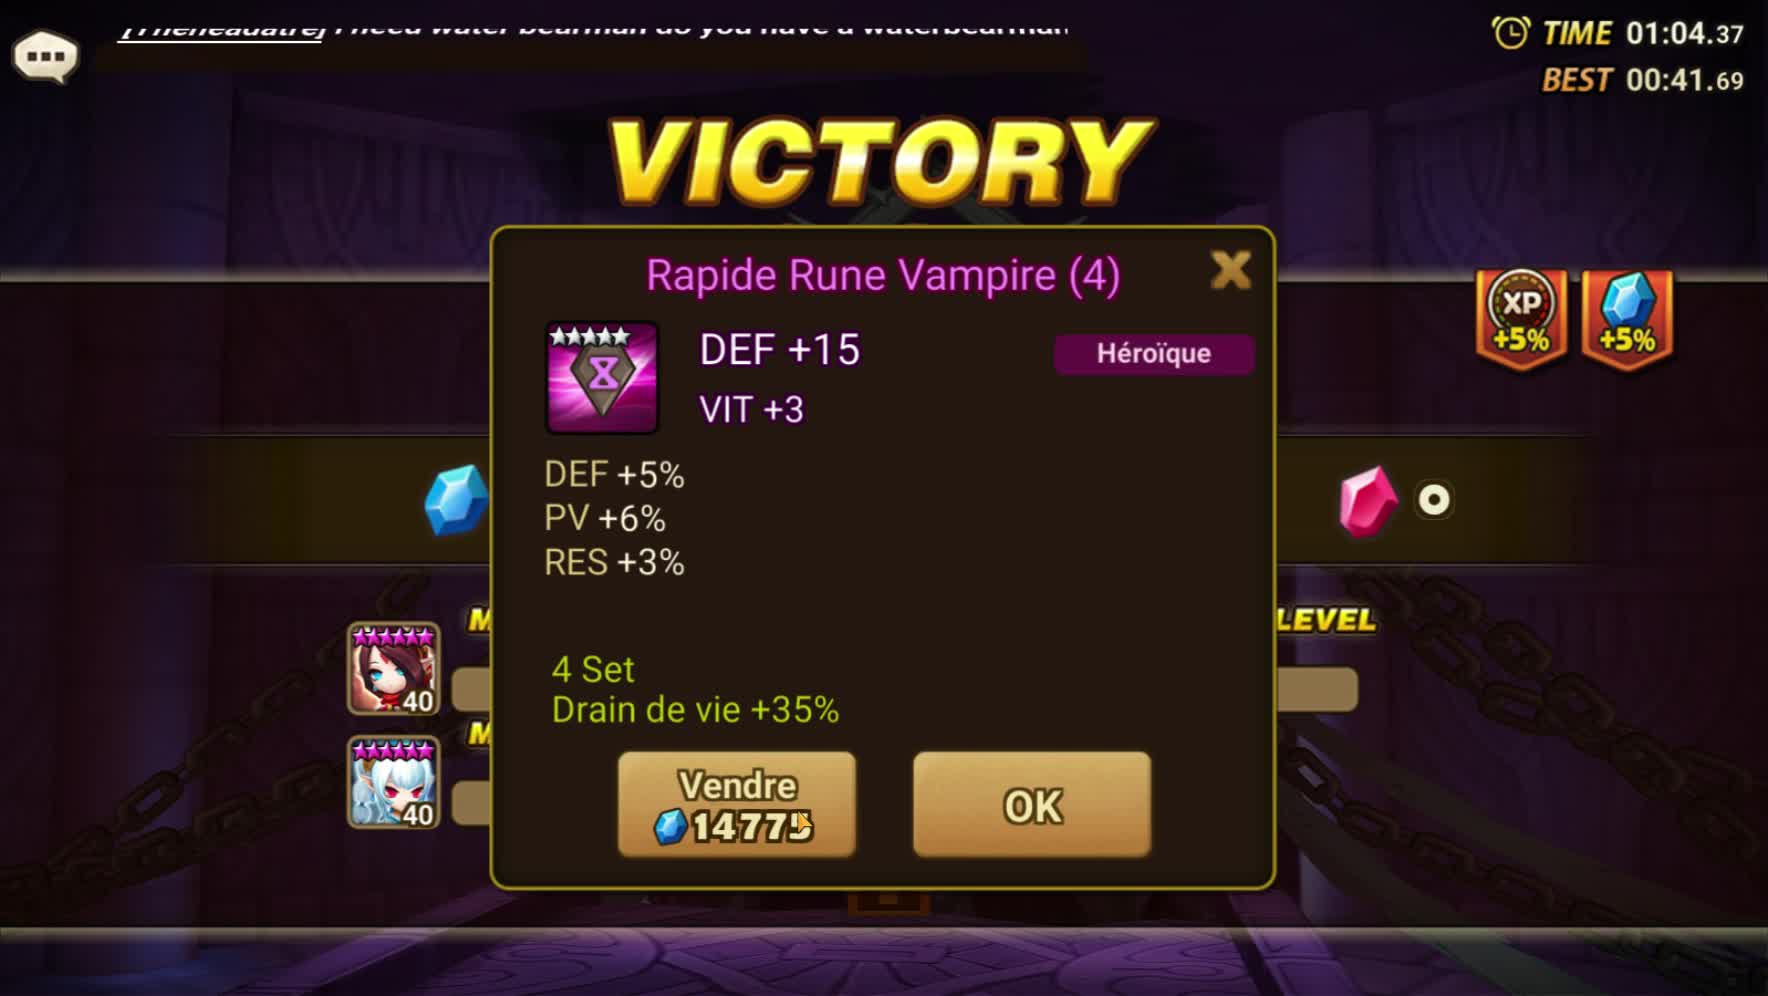 TIME 01:04.37
BEST 00:41.69
VICTORY
Rapide Rune Vampire (4)
DEF +15
Héroïque
VIT +3
XP
+5%
+5%
DEF +5%
PV +6%
RES +3%
LEVEL
4 Set
Drain de vie +35%
40
40
Vendre
14775
OK